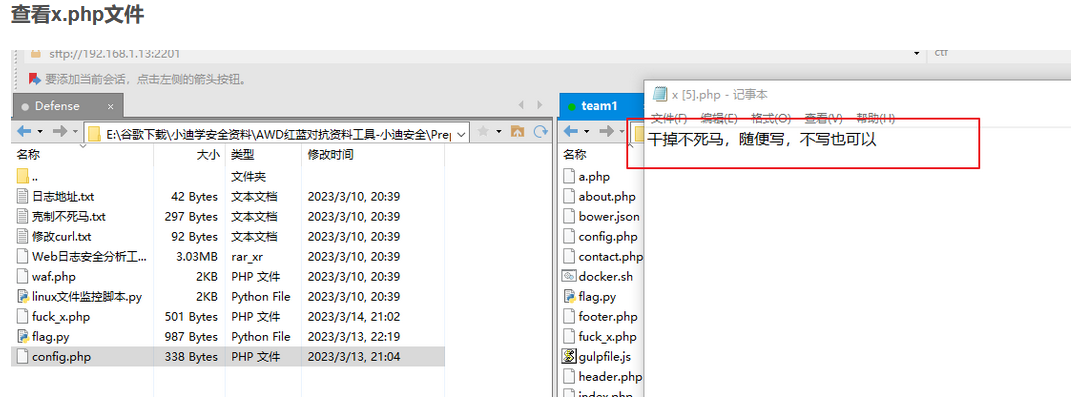 查看x.php文件
sftp://192.168.1.13:2201
ctf
要添加当前会话，点击左侧的箭头按钮。
x [5].php - 记事本
Defense ×
team1
文件(F) 编辑(E) 格式(O) 查看(V) 帮助(H)
E:\谷歌下载\小迪学安全资料\AWD红蓝对抗资料工具-小迪安全\Prep
干掉不死马，随便写，不写也可以
名称 大小 类型 修改时间
名称
.. 文件夹
a.php
日志地址.txt 42 Bytes 文本文档 2023/3/10, 20:39
about.php
克制不死马.txt 297 Bytes 文本文档 2023/3/10, 20:39
bower.json
修改curl.txt 92 Bytes 文本文档 2023/3/10, 20:39
config.php
Web日志安全分析工... 3.03MB rar_xr 2023/3/10, 20:39
contact.php
waf.php 2KB PHP 文件 2023/3/10, 20:39
docker.sh
linux文件监控脚本.py 2KB Python File 2023/3/10, 20:39
flag.py
fuck_x.php 501 Bytes PHP 文件 2023/3/14, 21:02
footer.php
flag.py 987 Bytes Python File 2023/3/13, 22:19
fuck_x.php
config.php 338 Bytes PHP 文件 2023/3/13, 21:04
gulpfile.js
header.php
index.php